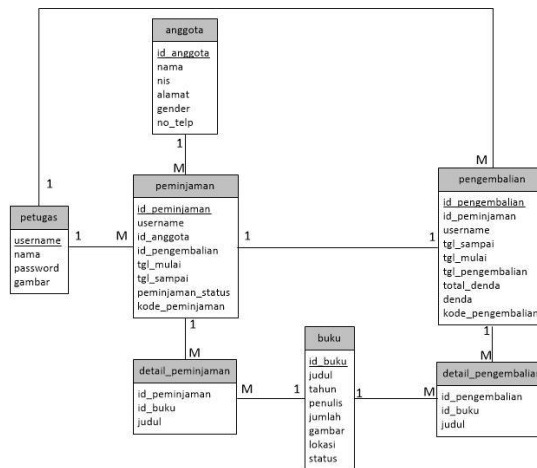 anggota
id_anggota
nama
nis
alamat
gender
no_telp
1
M
1
M
peminjaman
id_peminjaman
username
id_anggota
id_pengembalian
tgl_mulai
tgl_sampai
peminjaman_status
kode_peminjaman
pengembalian
id_pengembalian
id_peminjaman
username
tgl_sampai
tgl_mulai
tgl_pengembalian
total_denda
denda
kode_pengembalian
petugas
username
nama
password
gambar
1
M
1
1
1
M
1
M
detail_peminjaman
id_peminjaman
id_buku
judul
M
1
buku
id_buku
judul
tahun
penulis
jumlah
gambar
lokasi
status
1
M
detail_pengembalian
id_pengembalian
id_buku
judul